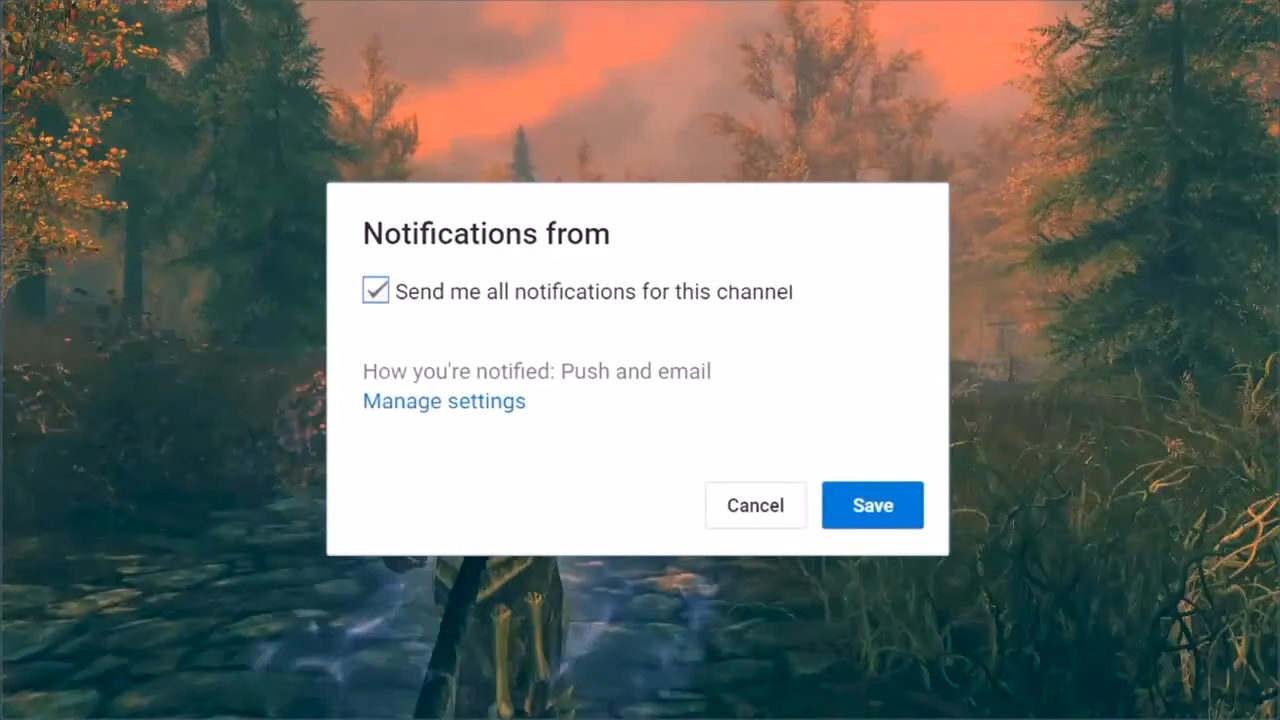 Notifications from
Send me all notifications for this channel
How you're notified: Push and email
Manage settings
Cancel
Save